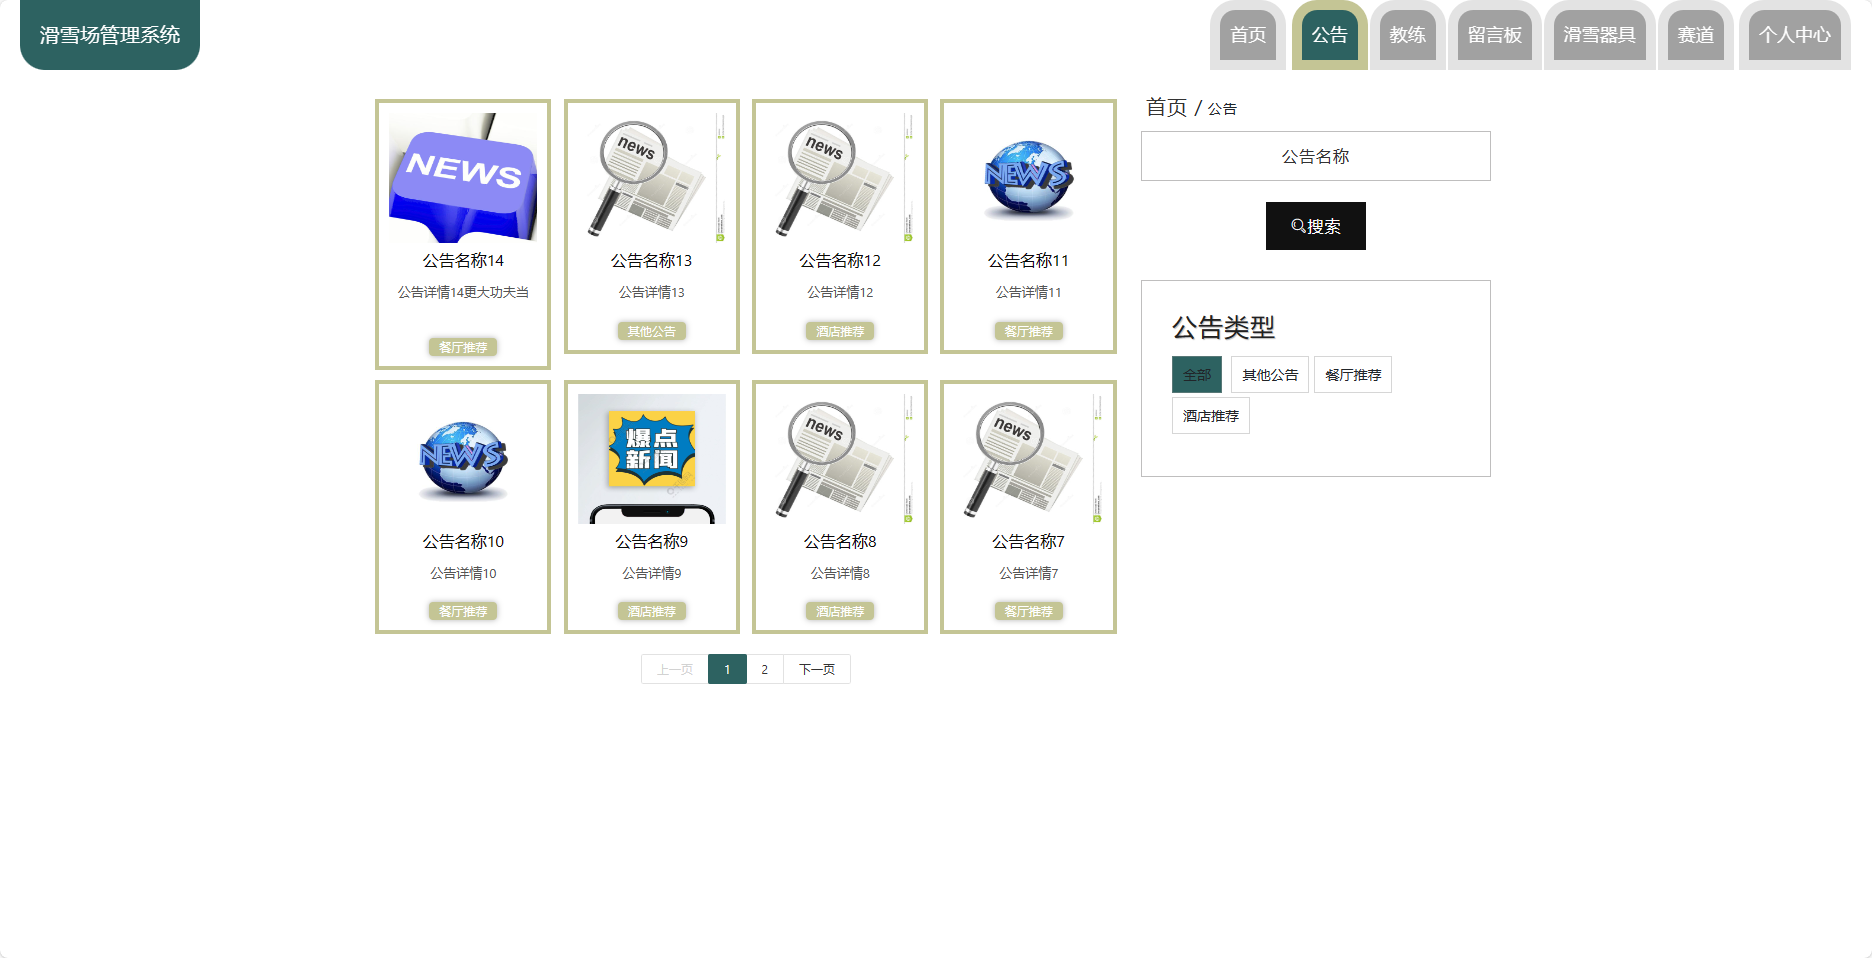 滑雪场管理系统
首页
公告
教练
留言板
滑雪器具
赛道
个人中心
NEWS
公告名称14
公告详情14更大功夫当
餐厅推荐
news
公告名称13
公告详情13
其他公告
news
公告名称12
公告详情12
酒店推荐
NEWS
公告名称11
公告详情11
餐厅推荐
NEWS
公告名称10
公告详情10
餐厅推荐
爆点
新闻
公告名称9
公告详情9
酒店推荐
news
公告名称8
公告详情8
酒店推荐
news
公告名称7
公告详情7
餐厅推荐
上一页 1 2 下一页
首页 / 公告
公告名称
搜索
公告类型
全部 其他公告 餐厅推荐
酒店推荐